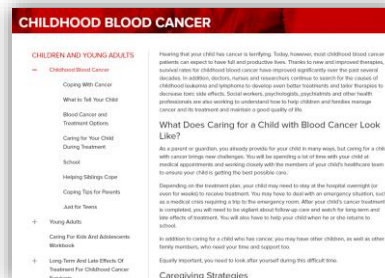 CHILDHOOD BLOOD CANCER
CHILDREN AND YOUNG ADULTS
– Childhood Blood Cancer
Coping With Cancer
What to Tell Your Child
Blood Cancer and
Treatment Options
Caring for Your Child
During Treatment
School
Helping Siblings Cope
Coping Tips for Parents
Just for Teens
+ Young Adults
Caring For Kids And Adolescents
Workbook
+ Long-Term And Late Effects Of
Treatment For Childhood Cancer
Hearing that your child has cancer is terrifying. Today, however, most childhood blood cancer
patients can expect to have full and productive lives. Thanks to new and improved therapies,
survival rates for childhood blood cancer have improved significantly over the past several
decades. In addition, doctors, nurses and researchers continue to search for the causes of
childhood leukemia and lymphoma to develop even better treatments and tailor therapies to
decrease toxic side effects. Social workers, psychologists, psychiatrists and other health
professionals are also working to understand how to help children and families manage
cancer and its treatment and maintain a good quality of life.
What Does Caring for a Child with Blood Cancer Look
Like?
As a parent or guardian, you already provide for your child in many ways, but caring for a child
with cancer brings new challenges. You will be spending a lot of time with your child at
medical appointments and working closely with the members of your child's healthcare team
to ensure your child is getting the best possible care.
Depending on the treatment plan, your child may need to stay at the hospital overnight (or
even for weeks) to receive treatment. You may have to deal with an emergency situation, such
as a medical crisis requiring a trip to the emergency room. After your child's cancer treatment
is completed, you will need to be vigilant about follow-up care and watch for long-term and
late effects of treatment. You will also have to help your child when he or she returns to
school.
In addition to caring for a child who has cancer, you may have other children, as well as other
family members, who need your time and support too.
Equally important, you need to look after yourself during this difficult time.
Caregiving Strategies